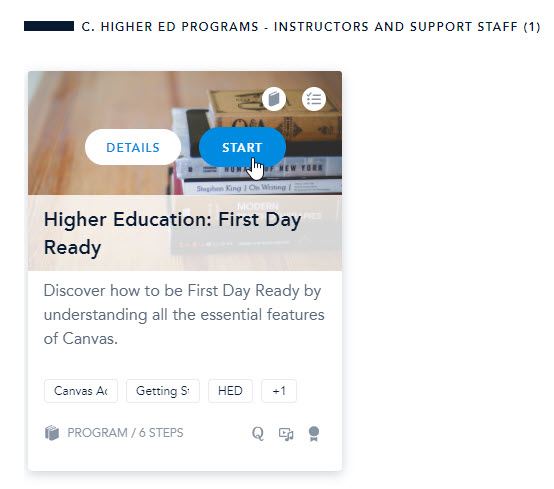 C. HIGHER ED PROGRAMS - INSTRUCTORS AND SUPPORT STAFF (1)
DETAILS
START
OF NEW YORK
Stephen King / On Writing
MODERN
Higher Education: First Day
Ready
Discover how to be First Day Ready by
understanding all the essential features
of Canvas.
Canvas Ac
Getting S
HED
+1
PROGRAM / 6 STEPS
Q